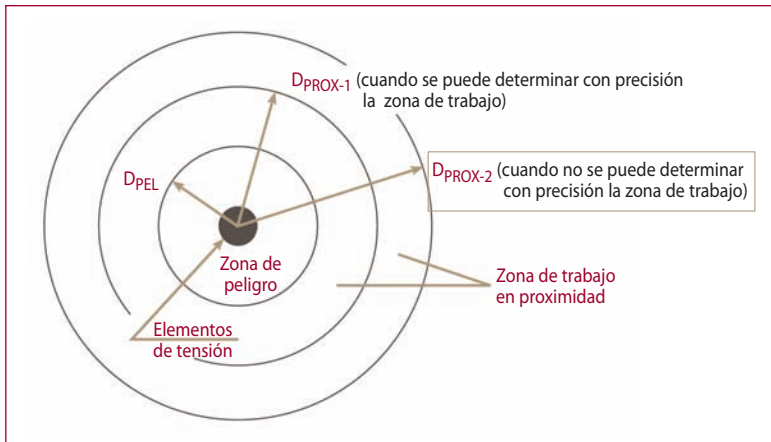 DPROX-1 (cuando se puede determinar con precisión
la zona de trabajo)
DPEL
DPROX-2 (cuando no se puede determinar
con precisión la zona de trabajo)
Zona de
peligro
Zona de trabajo
en proximidad
Elementos
de tensión